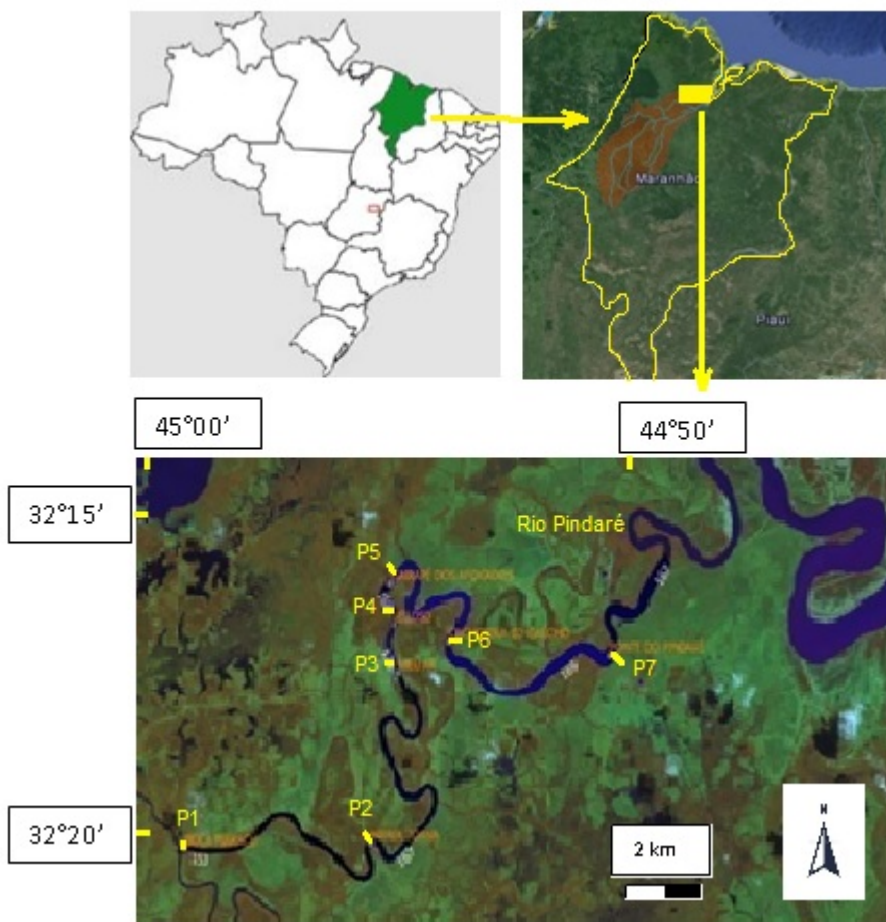 Maranhão
Piauí
45°00'
44°50'
32°15'
Rio Pindaré
P5
P4
P6
P3
P7
32°20'
P1
P2
N
2 km